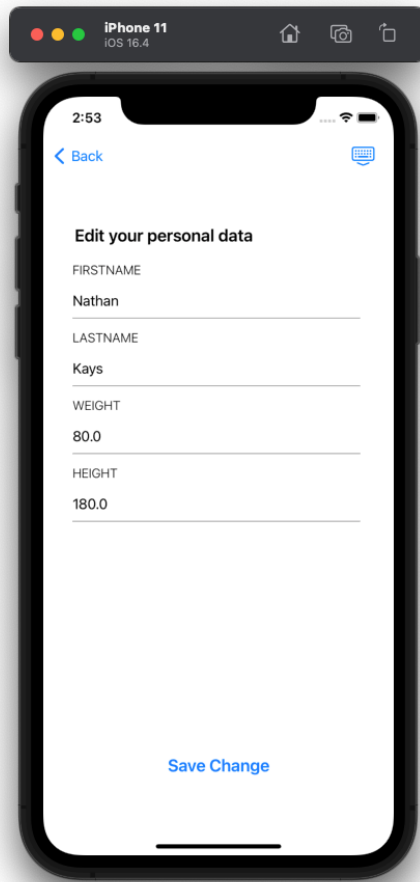 iPhone 11
iOS 16.4
2:53
Back
Edit your personal data
FIRSTNAME
Nathan
LASTNAME
Kays
WEIGHT
80.0
HEIGHT
180.0
Save Change